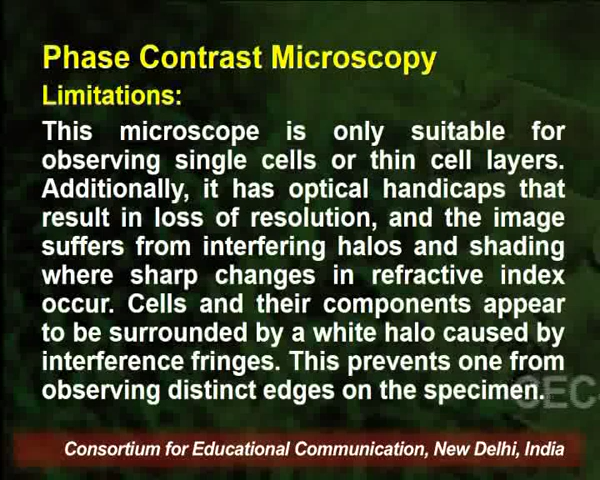 Phase Contrast Microscopy
Limitations:
This microscope is only suitable for
observing single cells or thin cell layers.
Additionally, it has optical handicaps that
result in loss of resolution, and the image
suffers from interfering halos and shading
where sharp changes in refractive index
occur. Cells and their components appear
to be surrounded by a white halo caused by
interference fringes. This prevents one from
observing distinct edges on the specimen.
CEC
Consortium for Educational Communication, New Delhi, India